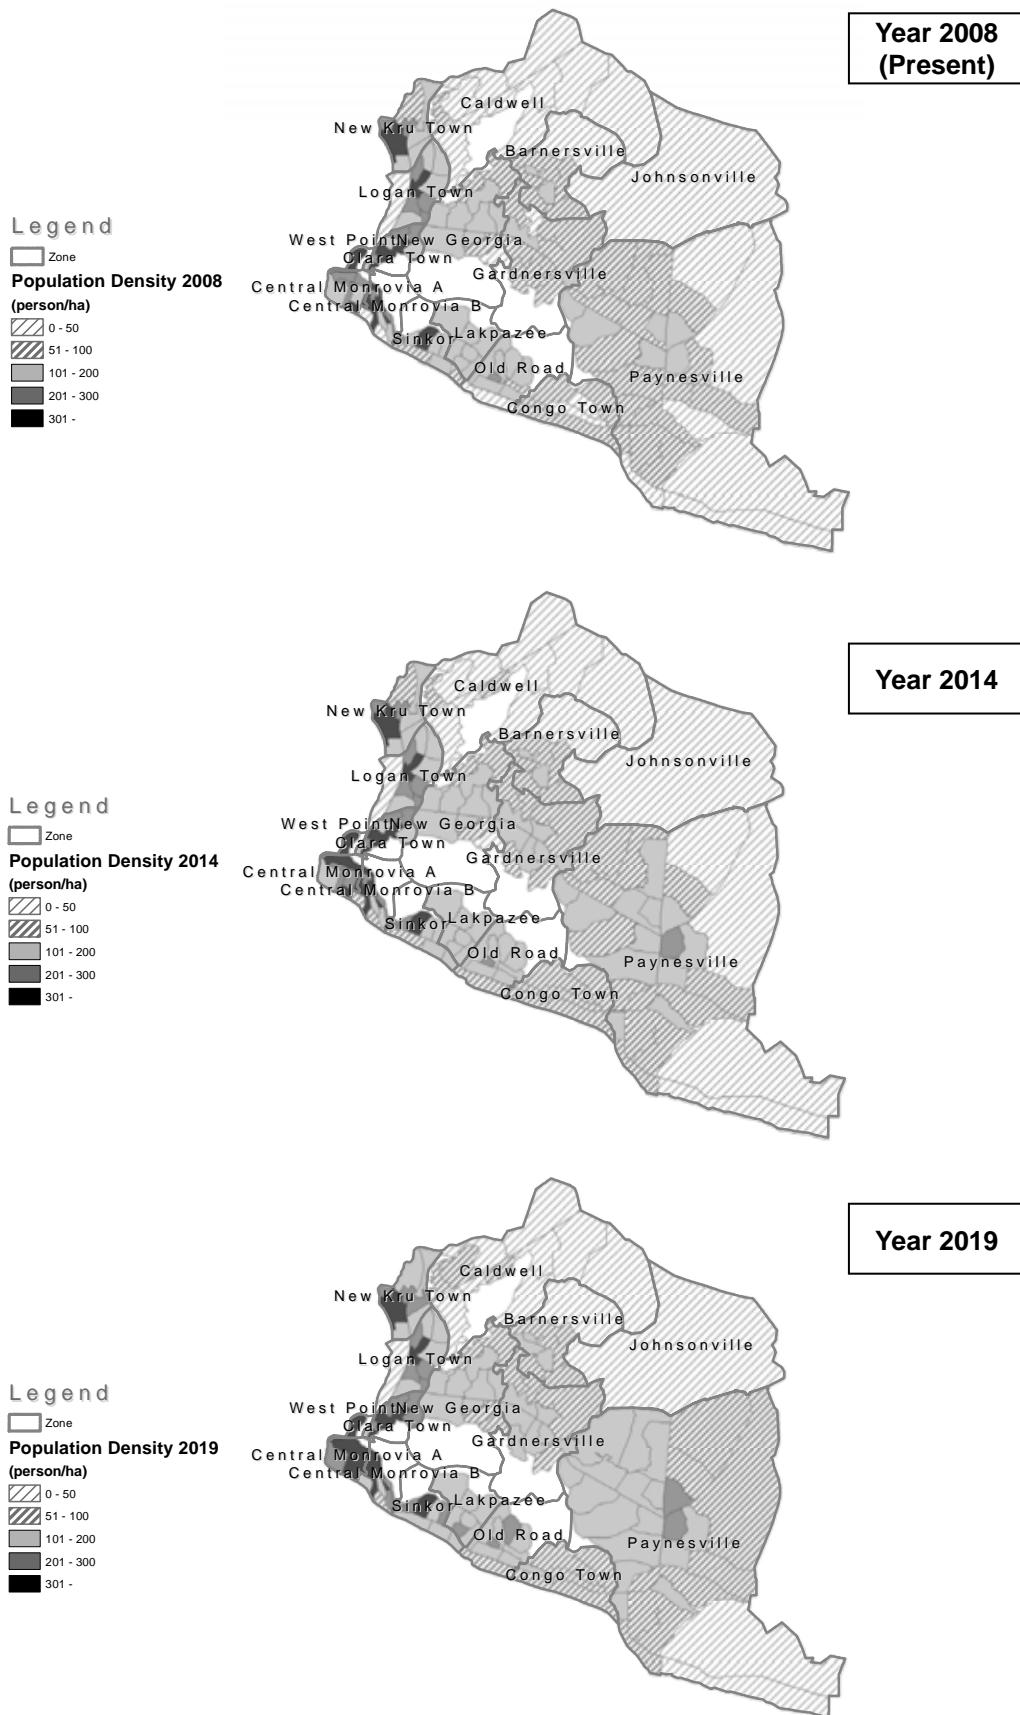 Year 2008
(Present)
Caldwell
New Kru Town
Barnersville
Johnsonville
Logan Town
Legend
West Point
New Georgia
Zone
Clara Town
Gardnersville
Population Density 2008
Central Monrovia A
(person/ha)
Central Monrovia B
0 - 50
Sinkor
Lakpazee
51 - 100
Old Road
101 - 200
Paynesville
201 - 300
Congo Town
301 -
Year 2014
Caldwell
New Kru Town
Barnersville
Johnsonville
Logan Town
Legend
West Point
New Georgia
Zone
Clara Town
Gardnersville
Population Density 2014
Central Monrovia A
(person/ha)
Central Monrovia B
0 - 50
Sinkor
Lakpazee
51 - 100
Old Road
101 - 200
Paynesville
201 - 300
Congo Town
301 -
Year 2019
Caldwell
New Kru Town
Barnersville
Johnsonville
Logan Town
Legend
West Point
New Georgia
Zone
Clara Town
Gardnersville
Population Density 2019
Central Monrovia A
(person/ha)
Central Monrovia B
0 - 50
Sinkor
Lakpazee
51 - 100
Old Road
101 - 200
Paynesville
201 - 300
Congo Town
301 -